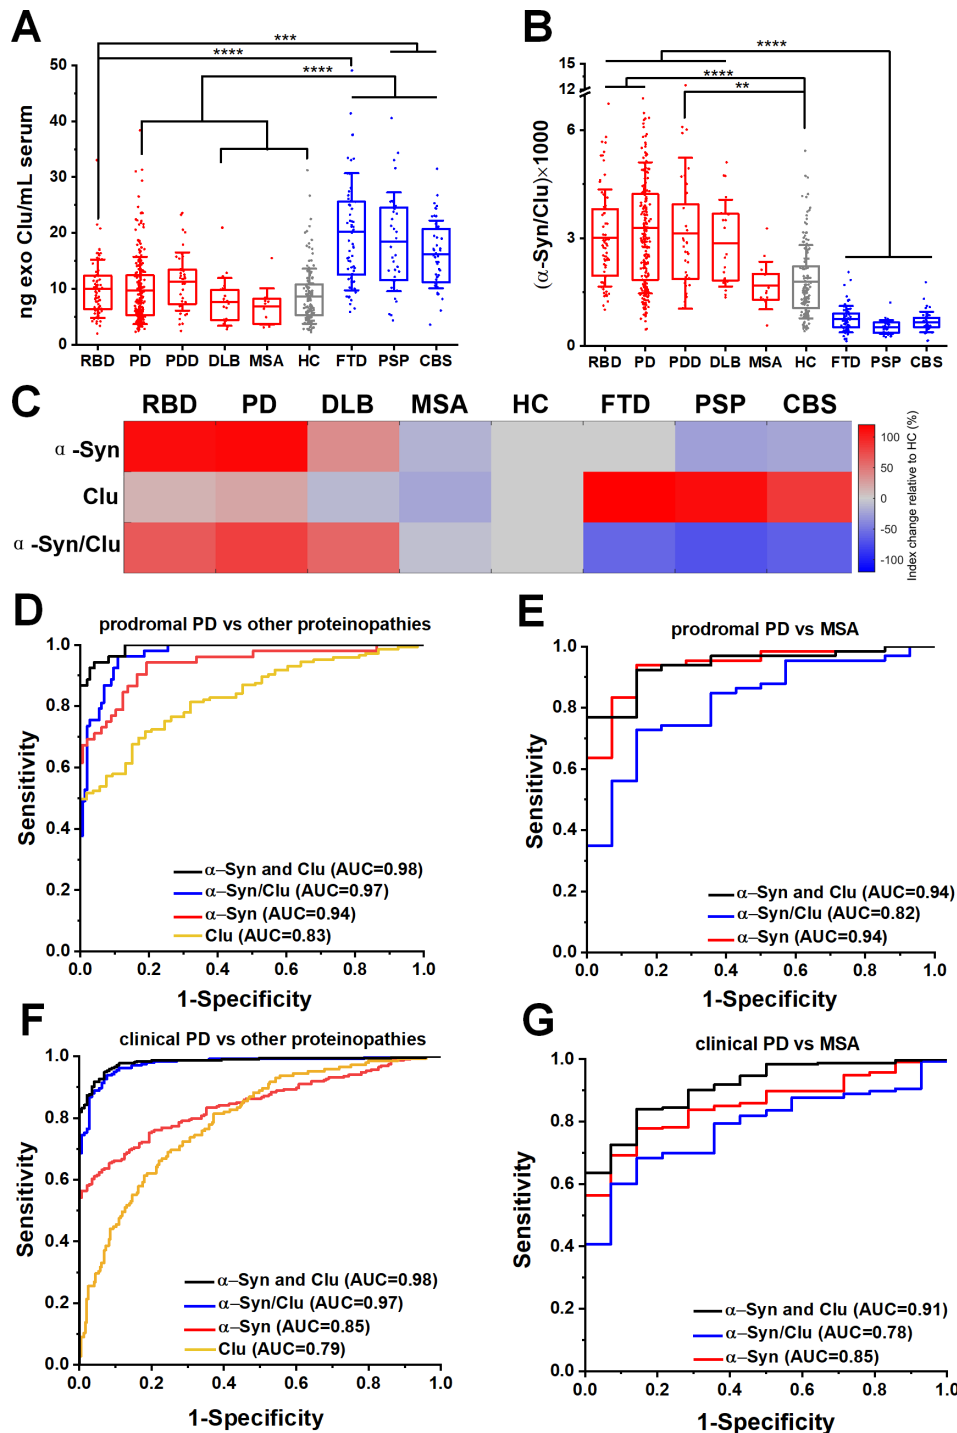 A
ng exo Clu/mL serum
50
40
30
20
10
0
***
****
****
RBD PD PDD DLB MSA HC FTD PSP CBS
B
(α-Syn/Clu)×1000
15
12
6
3
0
****
****
**
RBD PD PDD DLB MSA HC FTD PSP CBS
C
RBD PD DLB MSA HC FTD PSP CBS
α-Syn
Clu
α-Syn/Clu
100
50
0
-50
-100
Index change relative to HC (%)
D
prodromal PD vs other proteinopathies
Sensitivity
1.0
0.8
0.6
0.4
0.2
0.0
α–Syn and Clu (AUC=0.98)
α–Syn/Clu (AUC=0.97)
α–Syn (AUC=0.94)
Clu (AUC=0.83)
0.0 0.2 0.4 0.6 0.8 1.0
1-Specificity
E
prodromal PD vs MSA
Sensitivity
1.0
0.8
0.6
0.4
0.2
0.0
α–Syn and Clu (AUC=0.94)
α–Syn/Clu (AUC=0.82)
α–Syn (AUC=0.94)
0.0 0.2 0.4 0.6 0.8 1.0
1-Specificity
F
clinical PD vs other proteinopathies
Sensitivity
1.0
0.8
0.6
0.4
0.2
0.0
α–Syn and Clu (AUC=0.98)
α–Syn/Clu (AUC=0.97)
α–Syn (AUC=0.85)
Clu (AUC=0.79)
0.0 0.2 0.4 0.6 0.8 1.0
1-Specificity
G
clinical PD vs MSA
Sensitivity
1.0
0.8
0.6
0.4
0.2
0.0
α–Syn and Clu (AUC=0.91)
α–Syn/Clu (AUC=0.78)
α–Syn (AUC=0.85)
0.0 0.2 0.4 0.6 0.8 1.0
1-Specificity